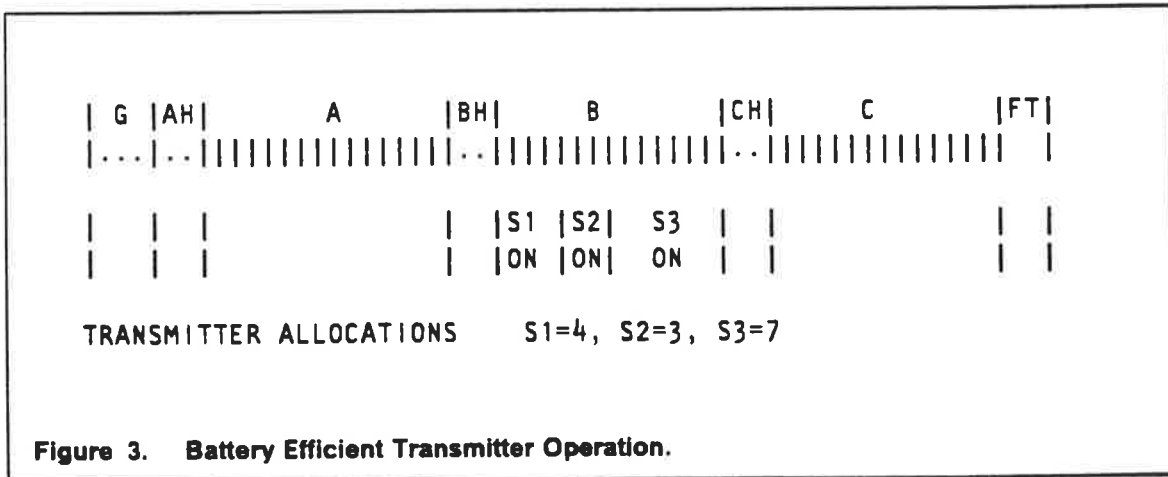 | G |AH| A |BH| B |CH| C |FT|
|...|..||||||||||||||||..|||||||||||||||..||||||||||||||| |
| | | | |S1 |S2| S3 | | | |
| | | | |ON |ON| ON | | | |
TRANSMITTER ALLOCATIONS S1=4, S2=3, S3=7
Figure 3. Battery Efficient Transmitter Operation.